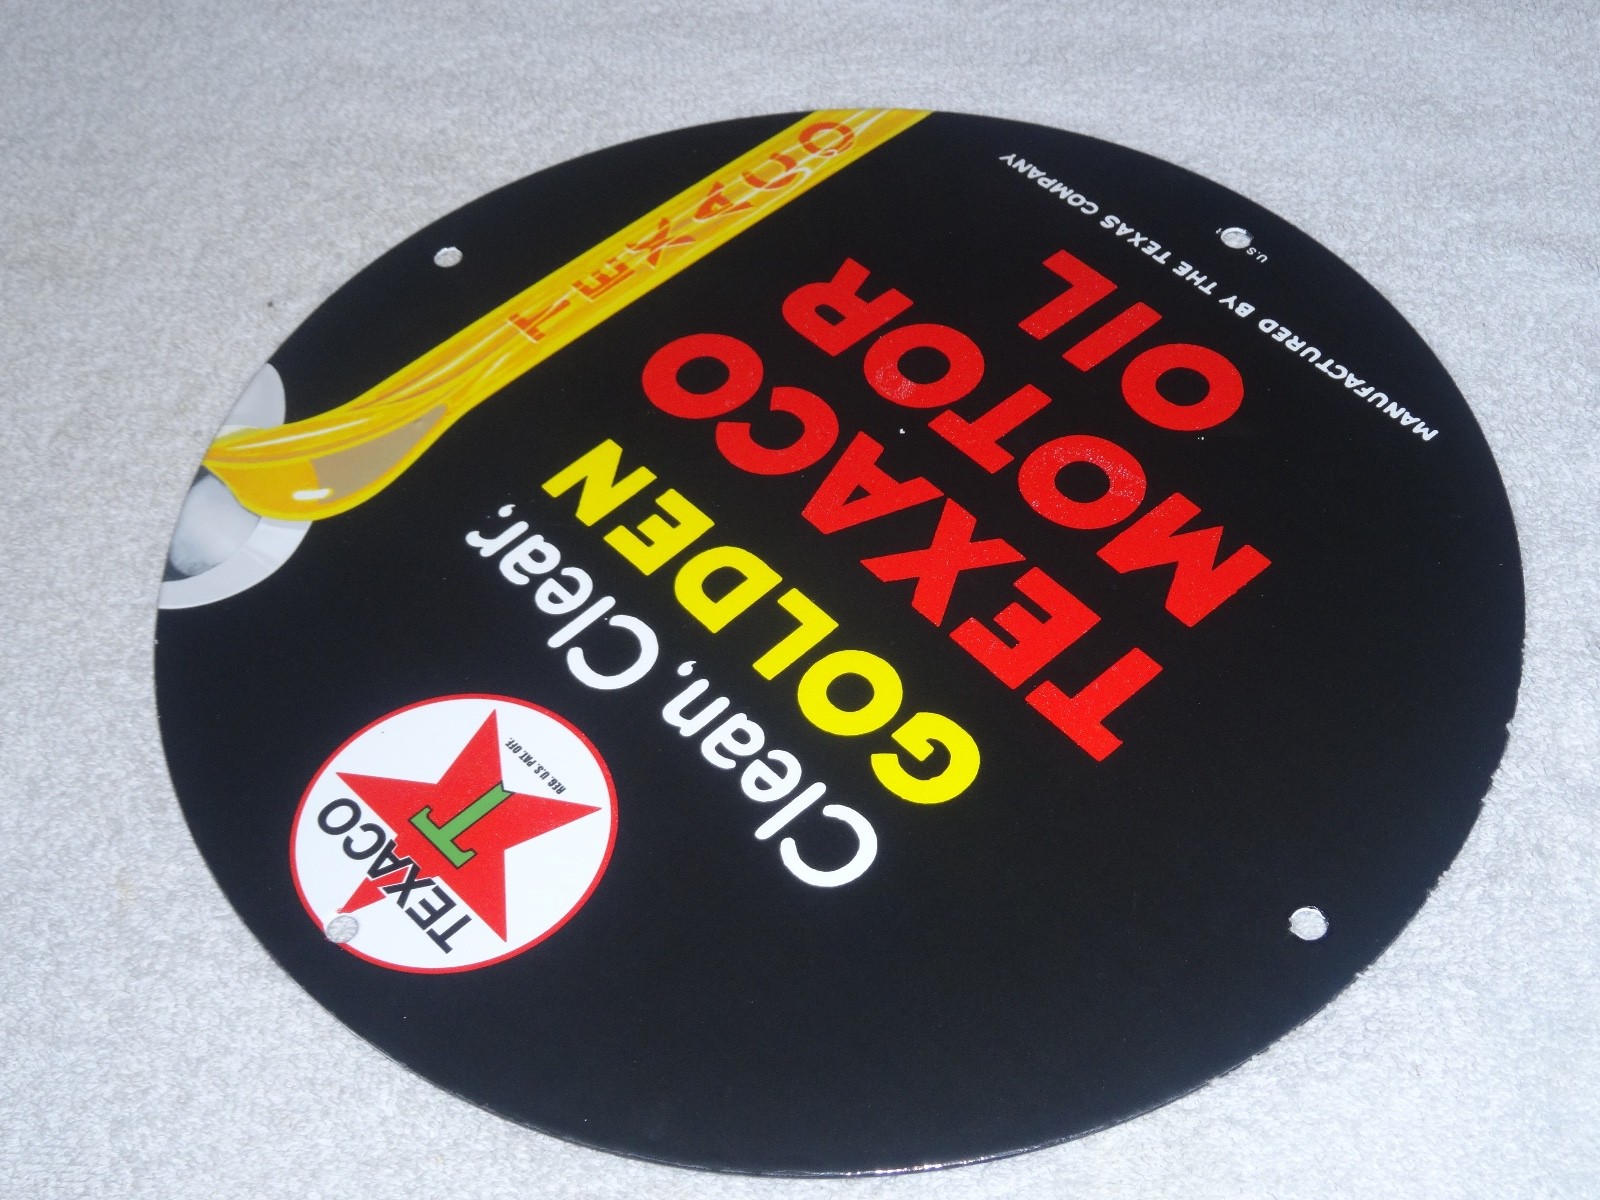 TEXACO
T
REG. U.S. PAT. OFF.
Clean, Clear,
GOLDEN
TEXACO
MOTOR
OIL
TEXACO
MANUFACTURED BY THE TEXAS COMPANY
U.S